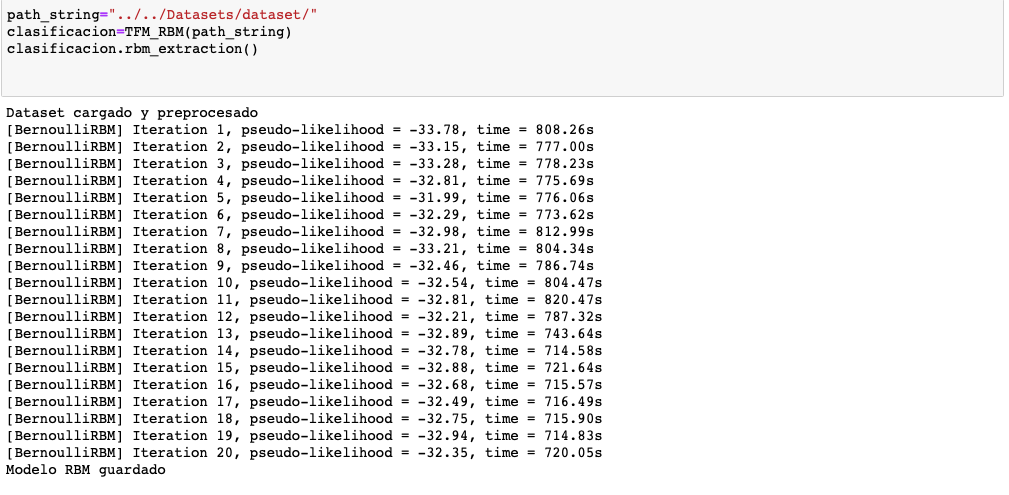 path_string="../../Datasets/dataset/"
clasificacion=TFM_RBM(path_string)
clasificacion.rbm_extraction()
Dataset cargado y preprocesado
[BernoulliRBM] Iteration 1, pseudo-likelihood = -33.78, time = 808.26s
[BernoulliRBM] Iteration 2, pseudo-likelihood = -33.15, time = 777.00s
[BernoulliRBM] Iteration 3, pseudo-likelihood = -33.28, time = 778.23s
[BernoulliRBM] Iteration 4, pseudo-likelihood = -32.81, time = 775.69s
[BernoulliRBM] Iteration 5, pseudo-likelihood = -31.99, time = 776.06s
[BernoulliRBM] Iteration 6, pseudo-likelihood = -32.29, time = 773.62s
[BernoulliRBM] Iteration 7, pseudo-likelihood = -32.98, time = 812.99s
[BernoulliRBM] Iteration 8, pseudo-likelihood = -33.21, time = 804.34s
[BernoulliRBM] Iteration 9, pseudo-likelihood = -32.46, time = 786.74s
[BernoulliRBM] Iteration 10, pseudo-likelihood = -32.54, time = 804.47s
[BernoulliRBM] Iteration 11, pseudo-likelihood = -32.81, time = 820.47s
[BernoulliRBM] Iteration 12, pseudo-likelihood = -32.21, time = 787.32s
[BernoulliRBM] Iteration 13, pseudo-likelihood = -32.89, time = 743.64s
[BernoulliRBM] Iteration 14, pseudo-likelihood = -32.78, time = 714.58s
[BernoulliRBM] Iteration 15, pseudo-likelihood = -32.88, time = 721.64s
[BernoulliRBM] Iteration 16, pseudo-likelihood = -32.68, time = 715.57s
[BernoulliRBM] Iteration 17, pseudo-likelihood = -32.49, time = 716.49s
[BernoulliRBM] Iteration 18, pseudo-likelihood = -32.75, time = 715.90s
[BernoulliRBM] Iteration 19, pseudo-likelihood = -32.94, time = 714.83s
[BernoulliRBM] Iteration 20, pseudo-likelihood = -32.35, time = 720.05s
Modelo RBM guardado